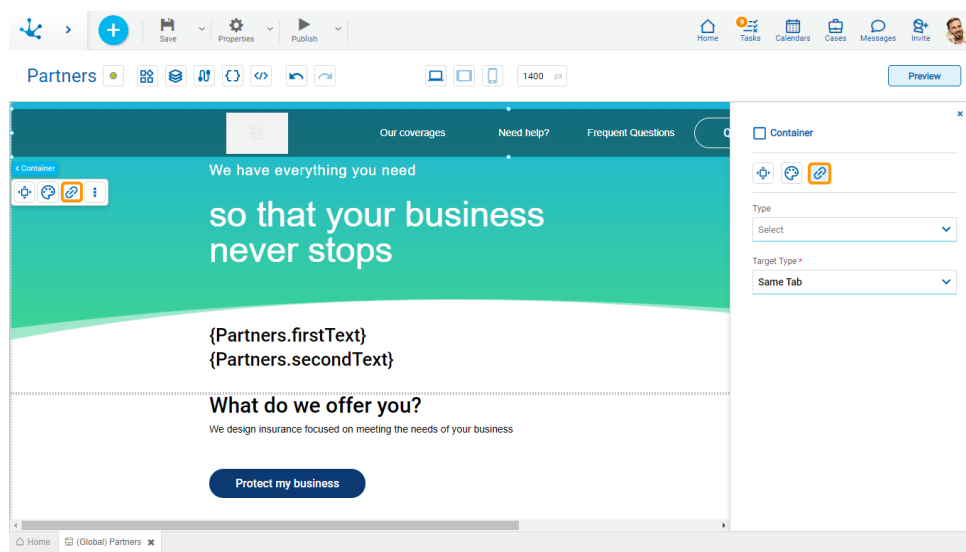 Save
Properties
Publish
Home
9
Tasks
Calendars
Cases
Messages
Invite
Partners
1400 px
Preview
Our coverages
Need help?
Frequent Questions
Container
We have everything you need
so that your business
never stops
{Partners.firstText}
{Partners.secondText}
What do we offer you?
We design insurance focused on meeting the needs of your business
Protect my business
Container
Type
Select
Target Type *
Same Tab
Home
(Global) Partners